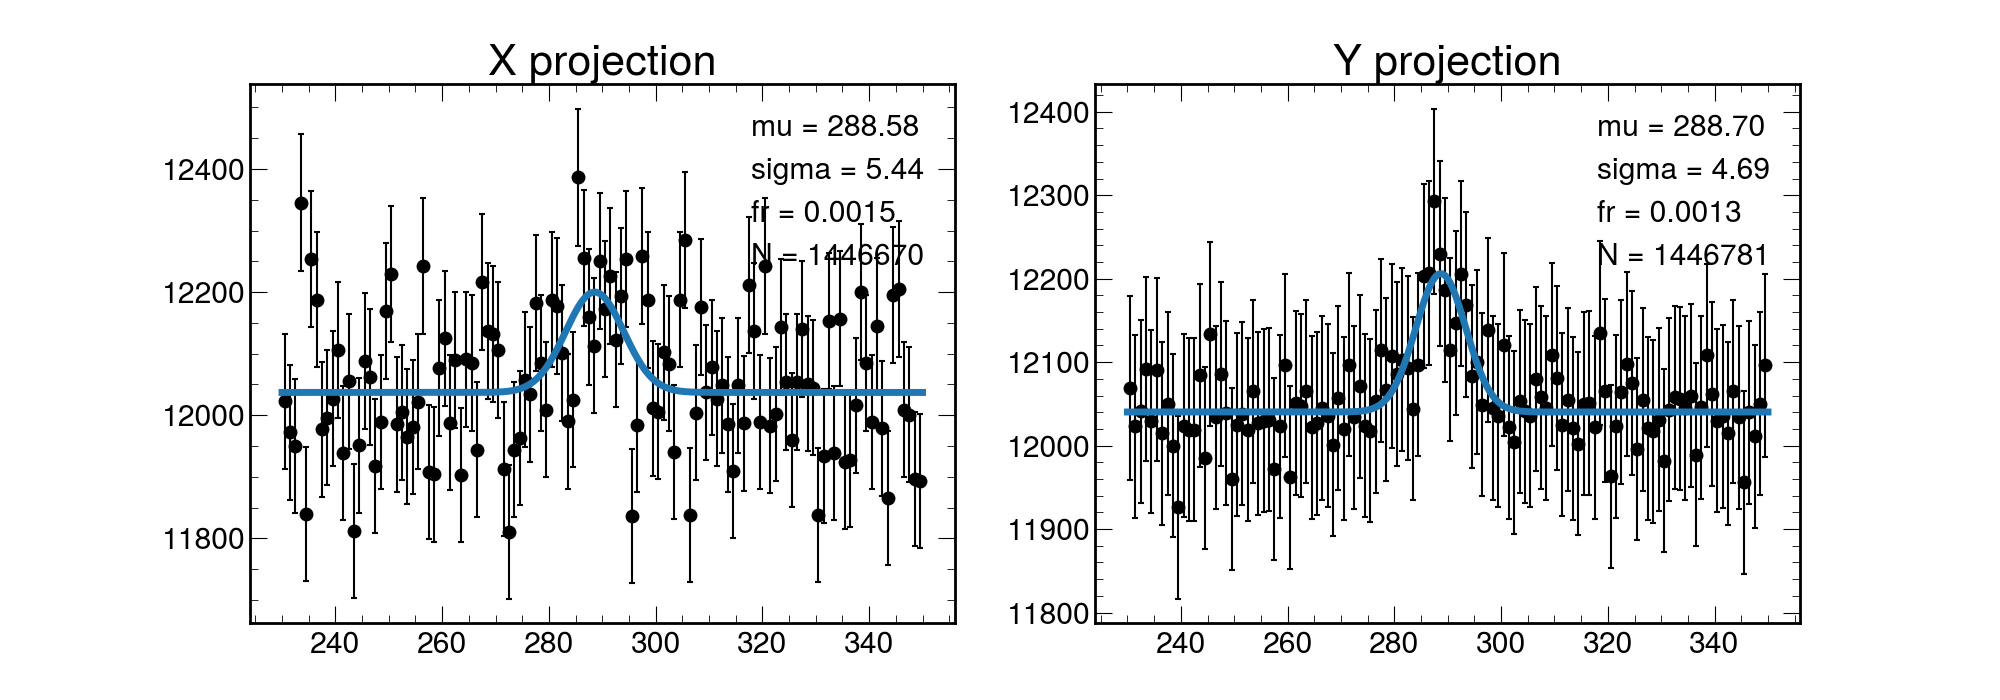 X projection
mu = 288.58
sigma = 5.44
fr = 0.0015
N = 1446670
12400
12200
12000
11800
240 260 280 300 320 340
Y projection
mu = 288.70
sigma = 4.69
fr = 0.0013
N = 1446781
12400
12300
12200
12100
12000
11900
11800
240 260 280 300 320 340